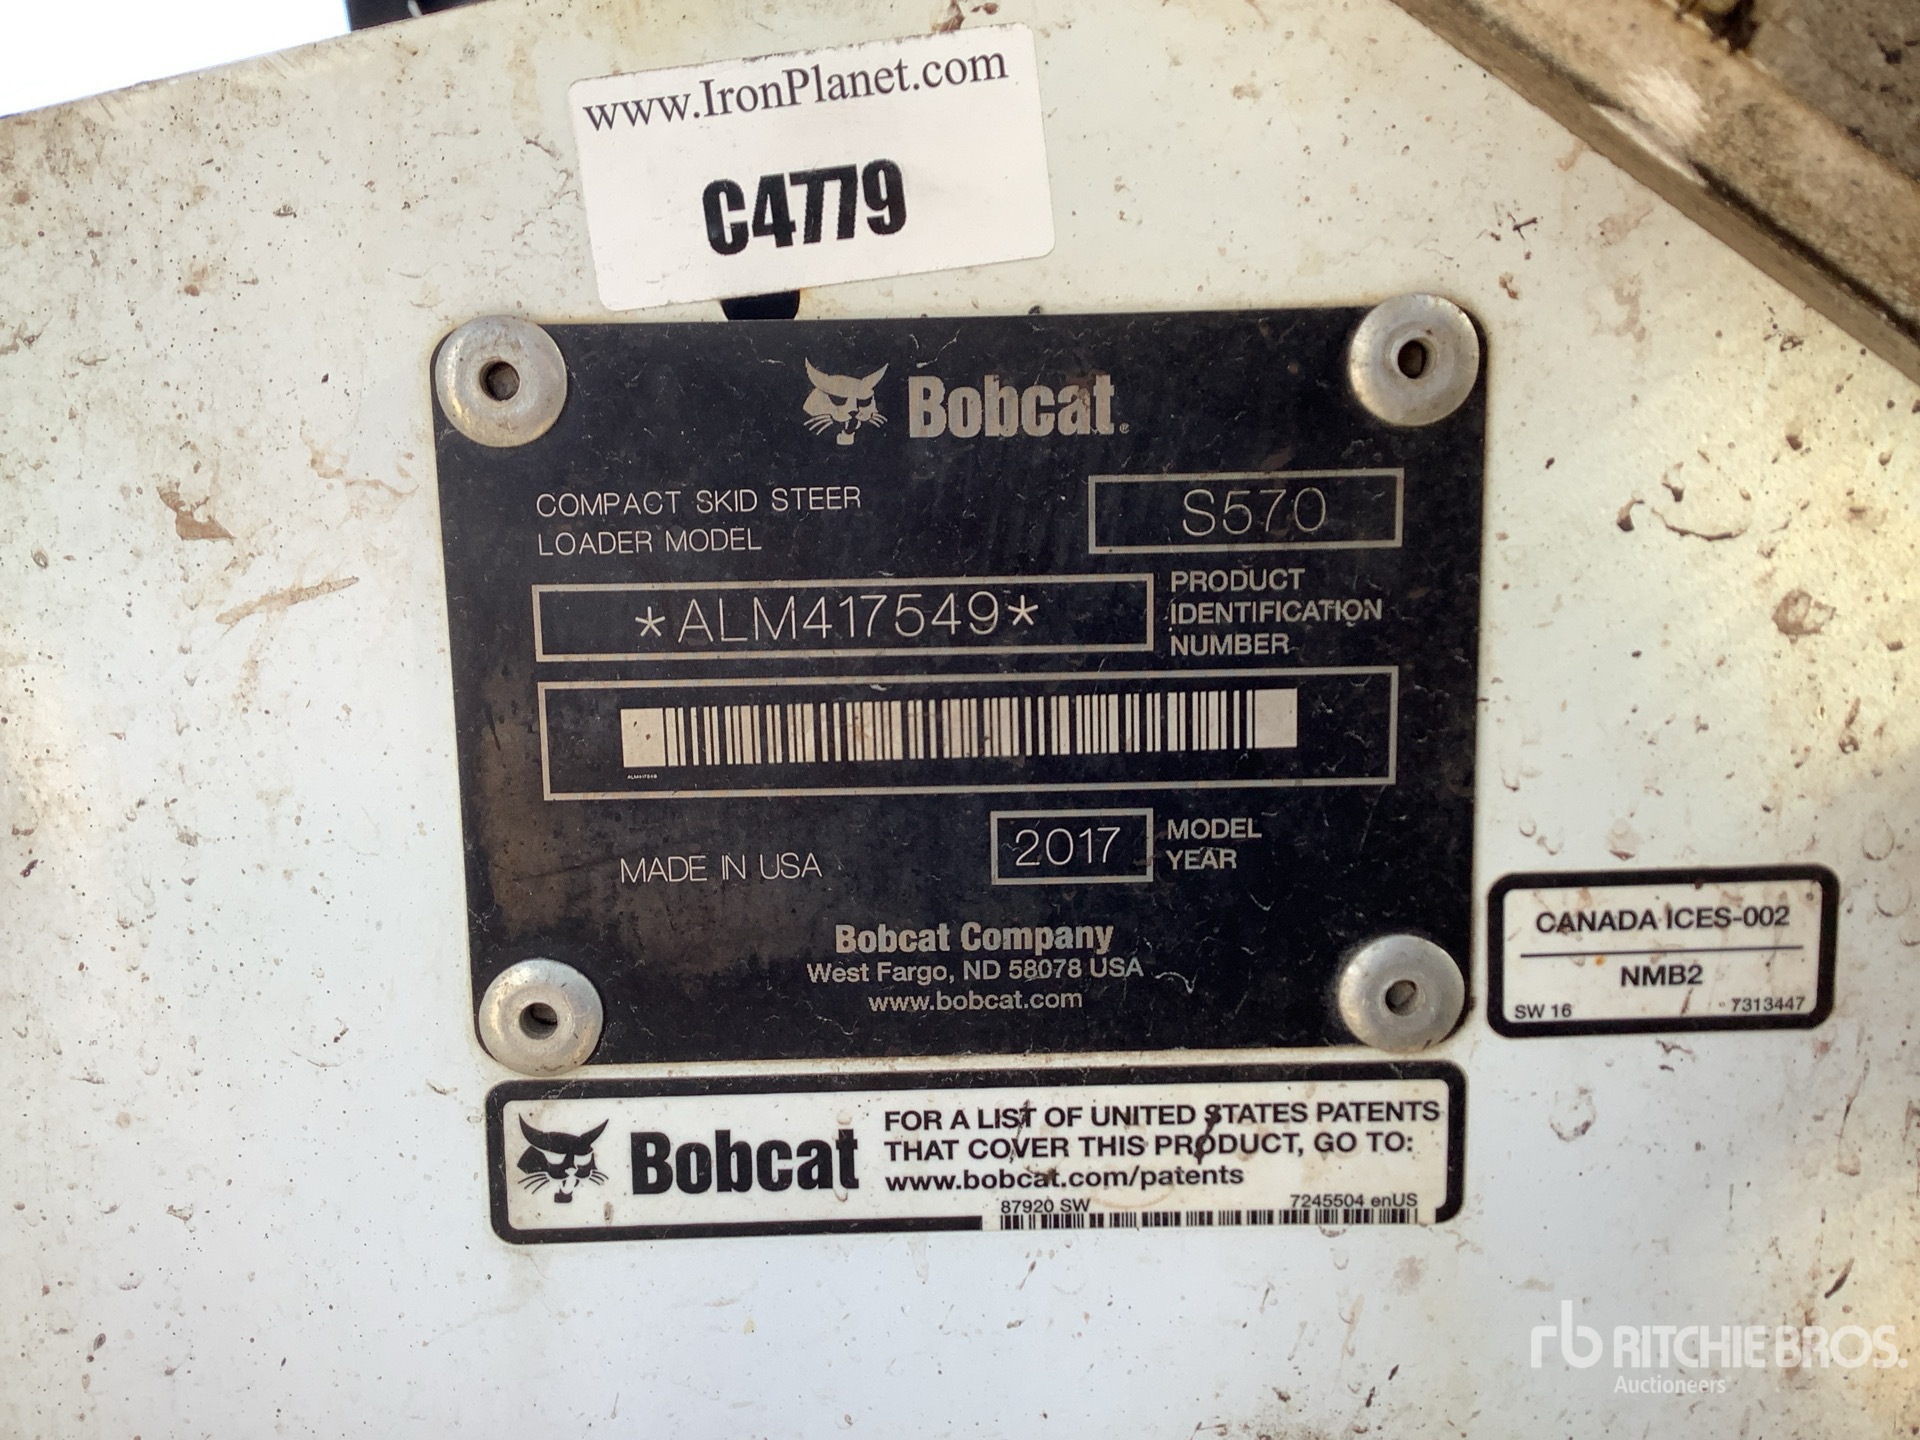 www.IronPlanet.com
C4779
Bobcat®
COMPACT SKID STEER
LOADER MODEL
S570
*ALM417549*
PRODUCT
IDENTIFICATION
NUMBER
ALM417549
2017
MODEL
YEAR
MADE IN USA
Bobcat Company
West Fargo, ND 58078 USA
www.bobcat.com
CANADA ICES-002
NMB2
SW 16 7313447
Bobcat
FOR A LIST OF UNITED STATES PATENTS
THAT COVER THIS PRODUCT, GO TO:
www.bobcat.com/patents
87920 SW 7245504 enUS
rb RITCHIE BROS.
Auctioneers